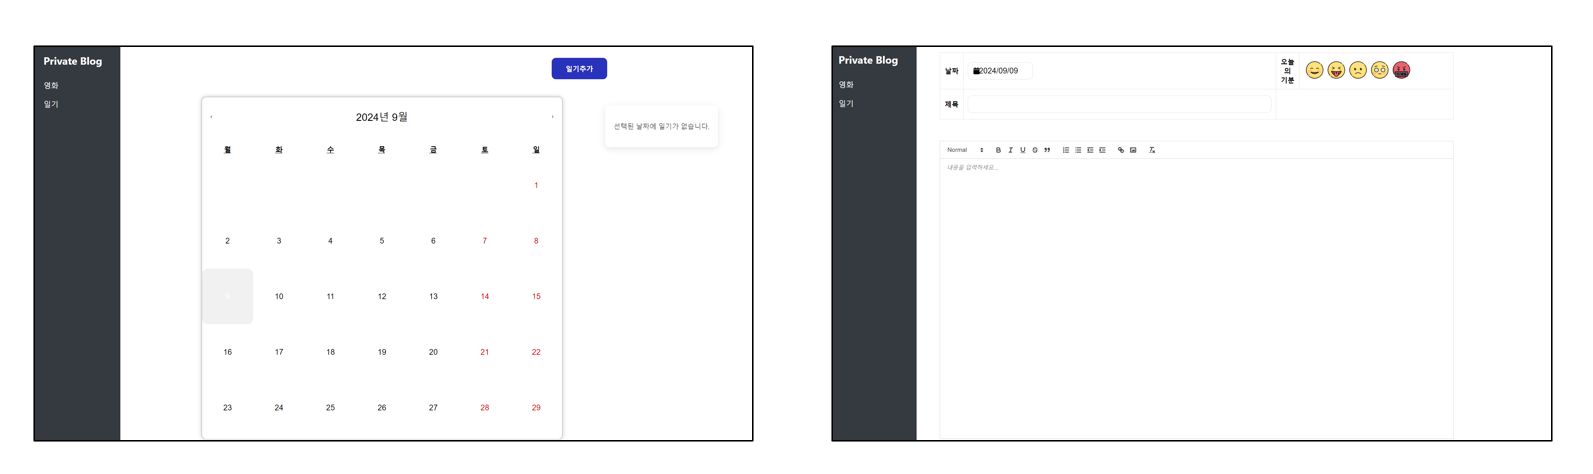 Private Blog
영화
일기
일기추가
‹ 2024년 9월 ›
월 화 수 목 금 토 일
1
2 3 4 5 6 7 8
9 10 11 12 13 14 15
16 17 18 19 20 21 22
23 24 25 26 27 28 29
선택된 날짜에 일기가 없습니다.
Private Blog
영화
일기
날짜 2024/09/09
오늘
의
기분
제목
Normal B I U S ”
내용을 입력하세요...